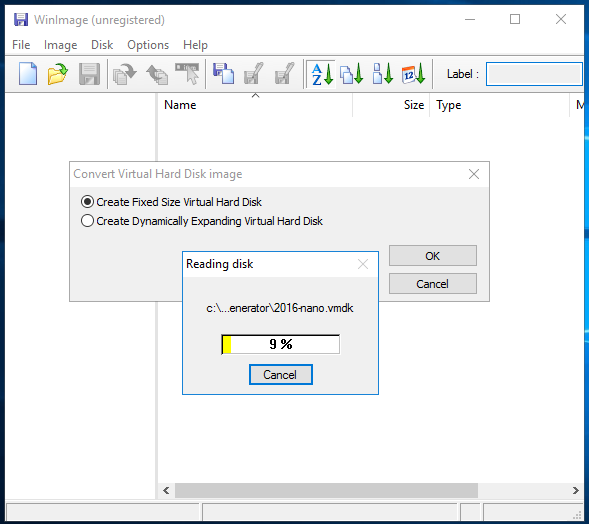 WinImage (unregistered)
File Image Disk Options Help
A Z 12 Label :
Name Size Type M
Convert Virtual Hard Disk image
Create Fixed Size Virtual Hard Disk
Create Dynamically Expanding Virtual Hard Disk
OK
Cancel
Reading disk
c:\...enerator\2016-nano.vmdk
9 %
Cancel